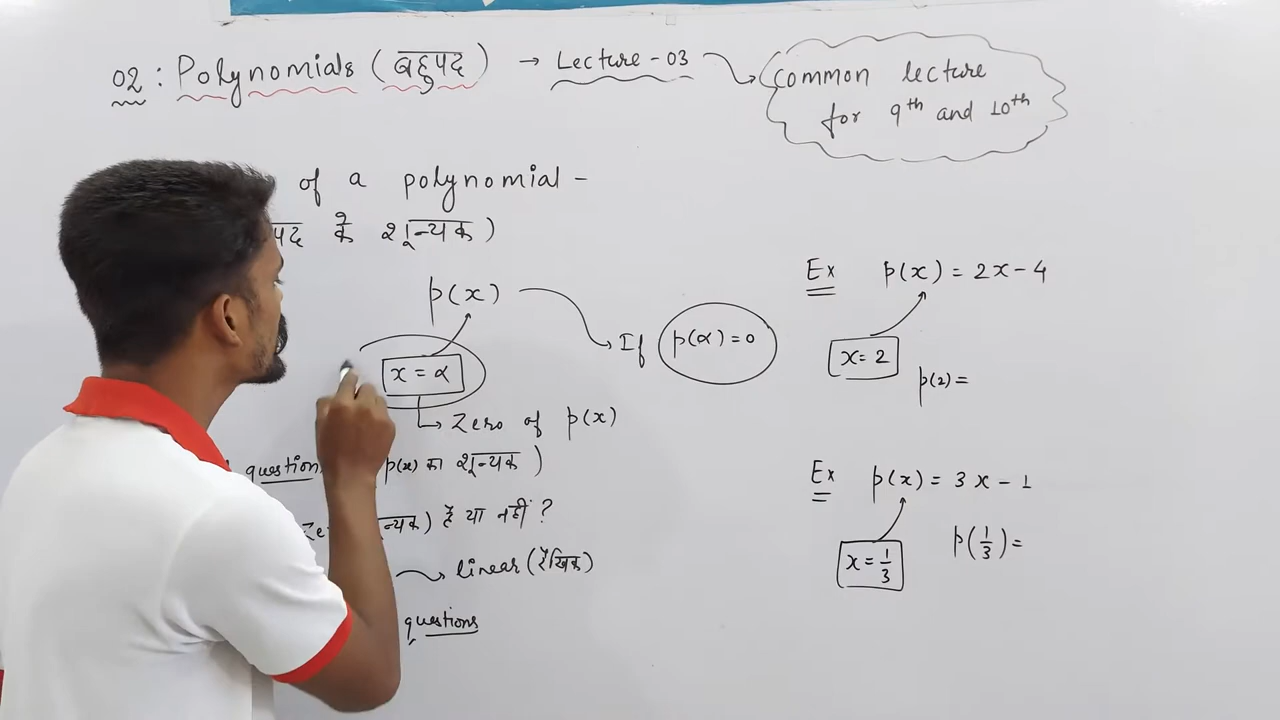 02 : Polynomials (बहुपद) → Lecture - 03
common lecture
for 9th and 10th
of a polynomial -
पद के शून्यक)
p(x)
If p(α) = 0
x = α
Zero of p(x)
question
p(x) का शून्यक )
न्यक) है या नहीं ?
linear (रैखिक)
questions
Ex p(x) = 2x - 4
x = 2
p(2) =
Ex p(x) = 3x - 1
x = 1/3
p(1/3) =